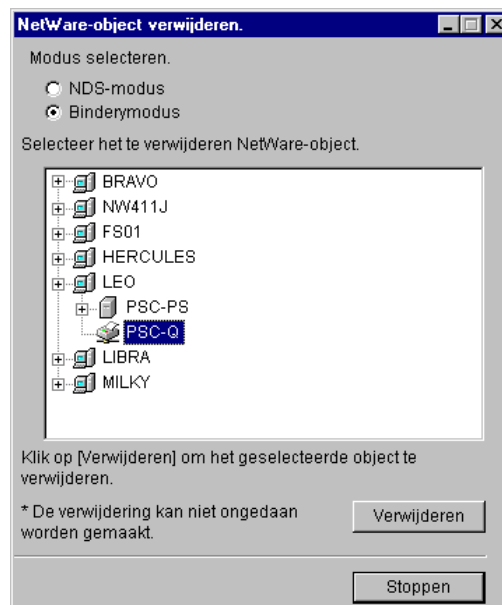 NetWare-object verwijderen.
Modus selecteren.
NDS-modus
Binderymodus
Selecteer het te verwijderen NetWare-object.
BRAVO
NW411J
FS01
HERCULES
LEO
PSC-PS
PSC-Q
LIBRA
MILKY
Klik op [Verwijderen] om het geselecteerde object te
verwijderen.
* De verwijdering kan niet ongedaan
worden gemaakt.
Verwijderen
Stoppen